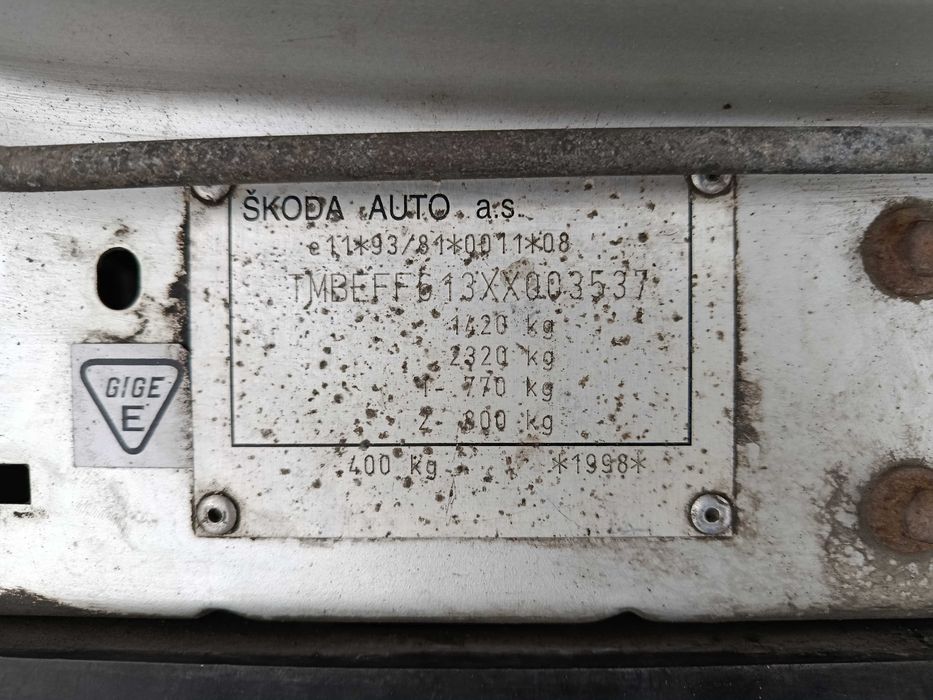 ŠKODA AUTO a.s.
e11*93/81*0011*08
TMBEFF613XX003537
1420 kg
2320 kg
1- 770 kg
2- 800 kg
400 kg *1998*
GIGE
E